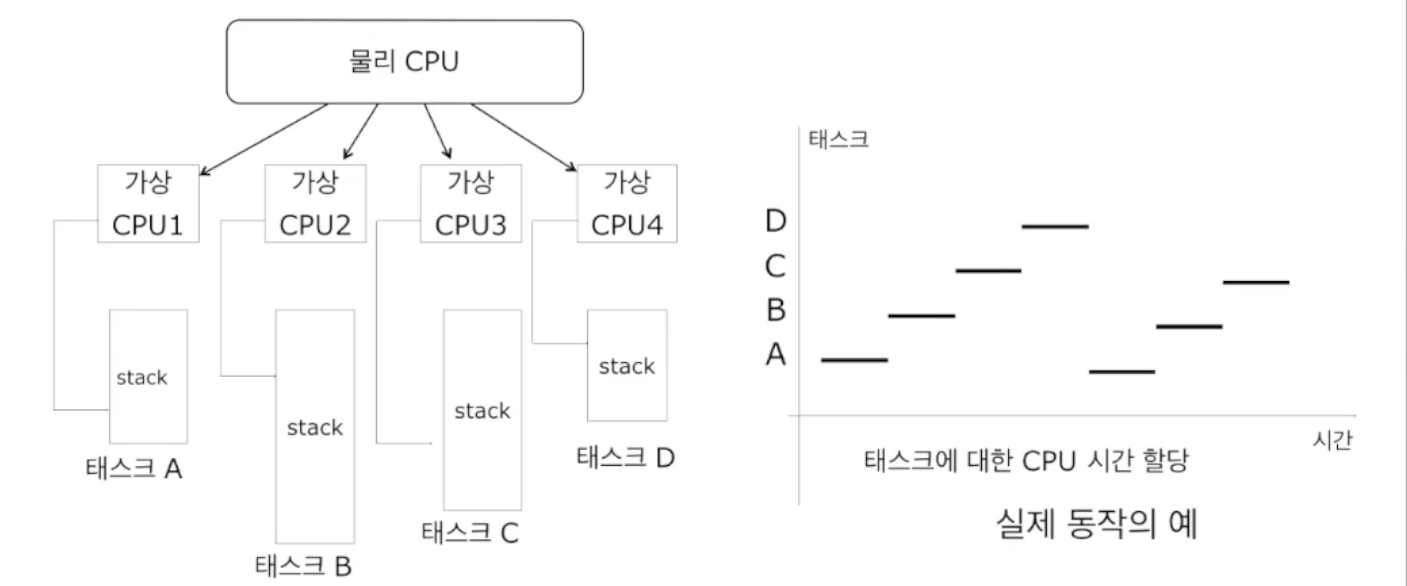 물리 CPU
가상
CPU1
가상
CPU2
가상
CPU3
가상
CPU4
stack
태스크 A
stack
태스크 B
stack
태스크 C
stack
태스크 D
태스크
D
C
B
A
시간
태스크에 대한 CPU 시간 할당
실제 동작의 예